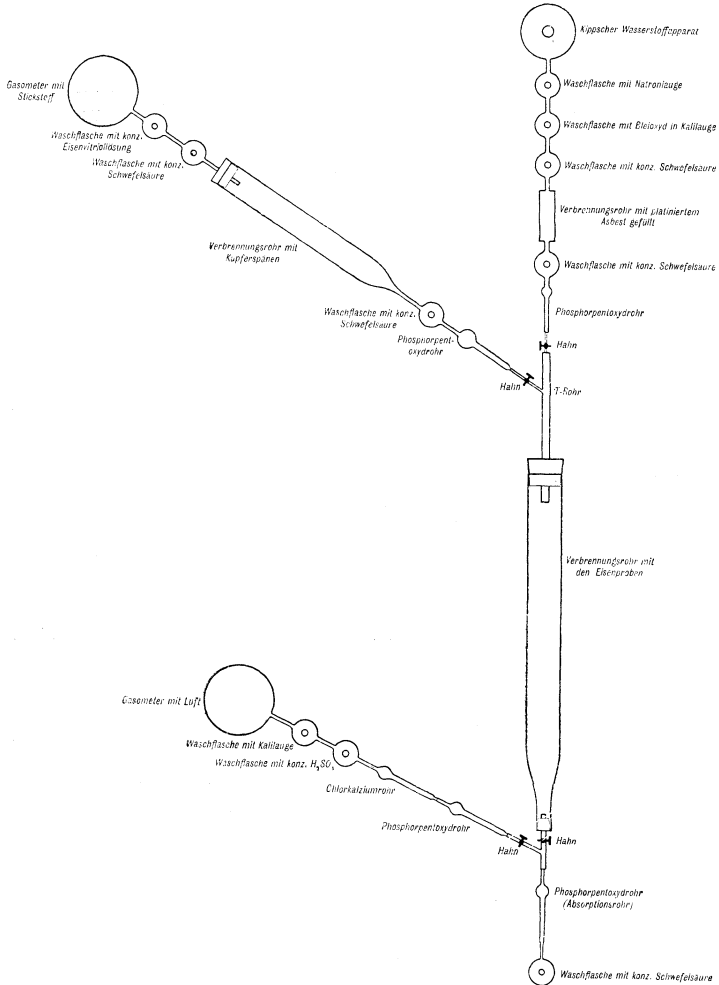 Kippscher Wasserstoffapparat
Gasometer mit
Stickstoff
Waschflasche mit Natronlauge
Waschflasche mit Bleioxyd in Kalilauge
Waschflasche mit konz.
Eisenvitriollösung
Waschflasche mit konz.
Schwefelsäure
Waschflasche mit konz. Schwefelsäure
Verbrennungsrohr mit platiniertem
Asbest gefüllt
Verbrennungsrohr mit
Kupferspänen
Waschflasche mit konz. Schwefelsäure
Waschflasche mit konz.
Schwefelsäure
Phosphorpentoxydrohr
Phosphorpent-
oxydrohr
Hahn
Hahn
T-Rohr
Verbrennungsrohr mit
den Eisenproben
Gasometer mit Luft
Waschflasche mit Kalilauge
Waschflasche mit konz. H₂SO₄
Chlorkalziumrohr
Phosphorpentoxydrohr
Hahn
Hahn
Phosphorpentoxydrohr
(Absorptionsrohr)
Waschflasche mit konz. Schwefelsäure